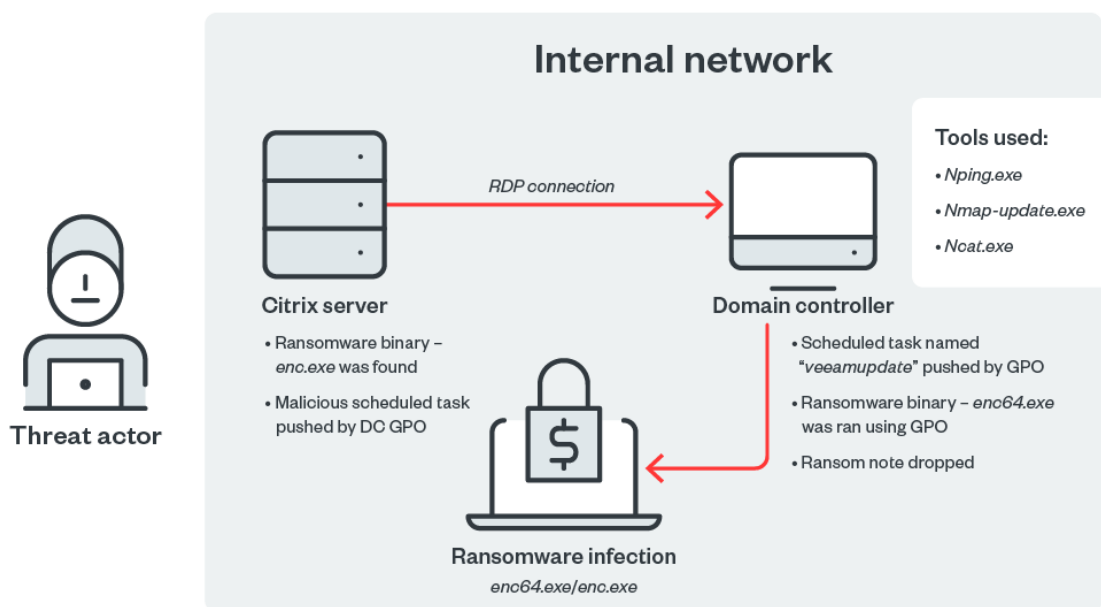 Internal network
Tools used:
• Nping.exe
• Nmap-update.exe
• Ncat.exe
RDP connection
Threat actor
Citrix server
• Ransomware binary –
enc.exe was found
• Malicious scheduled task
pushed by DC GPO
Domain controller
• Scheduled task named
“veeamupdate” pushed by GPO
• Ransomware binary – enc64.exe
was ran using GPO
• Ransom note dropped
$
Ransomware infection
enc64.exe/enc.exe